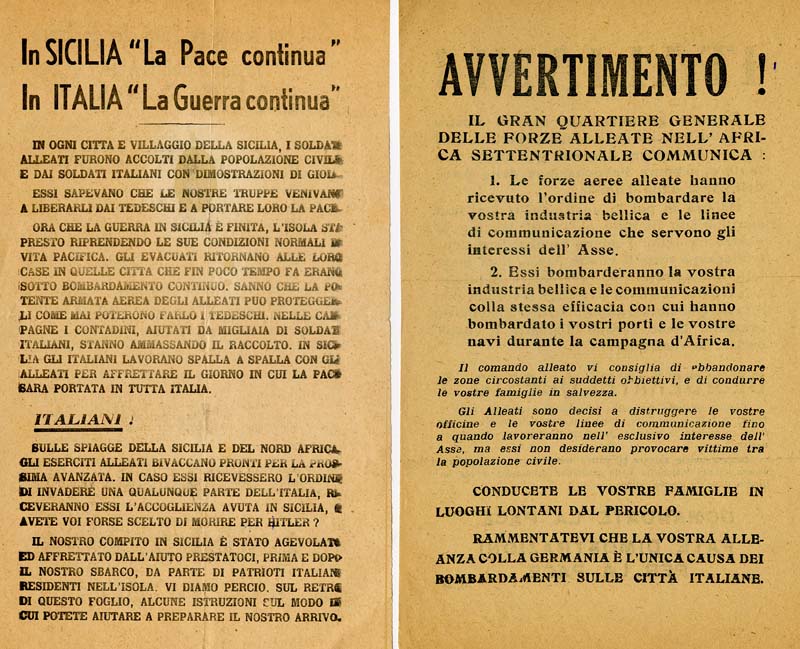 In SICILIA "La Pace continua"
In ITALIA "La Guerra continua"
IN OGNI CITTA E VILLAGGIO DELLA SICILIA, I SOLDAT
ALLEATI FURONO ACCOLTI DALLA POPOLAZIONE CIVILE
E DAI SOLDATI ITALIANI CON DIMOSTRAZIONI DI GIOIA
ESSI SAPEVANO CHE LE NOSTRE TRUPPE VENIVAN
A LIBERARLI DAI TEDESCHI E A PORTARE LORO LA PACE
ORA CHE LA GUERRA IN SICILIA È FINITA, L'ISOLA STA
PRESTO RIPRENDENDO LE SUE CONDIZIONI NORMALI DI
VITA PACIFICA. GLI EVACUATI RITORNANO ALLE LORO
CASE IN QUELLE CITTA CHE FIN POCO TEMPO FA ERANO
SOTTO BOMBARDAMENTO CONTINUO. SANNO CHE LA PO-
TENTE ARMATA AEREA DEGLI ALLEATI PUO PROTEGGER-
LI COME MAI POTERONO FARLO I TEDESCHI. NELLE CAM-
PAGNE I CONTADINI, AIUTATI DA MIGLIAIA DI SOLDAT
ITALIANI, STANNO AMMASSANDO IL RACCOLTO. IN SICI-
LIA GLI ITALIANI LAVORANO SPALLA A SPALLA CON GLI
ALLEATI PER AFFRETTARE IL GIORNO IN CUI LA PACE
SARA PORTATA IN TUTTA ITALIA.
ITALIANI !
SULLE SPIAGGE DELLA SICILIA E DEL NORD AFRICA,
GLI ESERCITI ALLEATI BIVACCANO PRONTI PER LA PROS-
SIMA AVANZATA. IN CASO ESSI RICEVESSERO L'ORDINE
DI INVADERE UNA QUALUNQUE PARTE DELL'ITALIA, RI-
CEVERANNO ESSI L'ACCOGLIENZA AVUTA IN SICILIA, O
AVETE VOI FORSE SCELTO DI MORIRE PER HITLER ?
IL NOSTRO COMPITO IN SICILIA È STATO AGEVOLATO
ED AFFRETTATO DALL'AIUTO PRESTATOCI, PRIMA E DOPO
IL NOSTRO SBARCO, DA PARTE DI PATRIOTI ITALIANI
RESIDENTI NELL'ISOLA. VI DIAMO PERCIO, SUL RETRO
DI QUESTO FOGLIO, ALCUNE ISTRUZIONI SUL MODO IN
CUI POTETE AIUTARE A PREPARARE IL NOSTRO ARRIVO.
AVVERTIMENTO !
IL GRAN QUARTIERE GENERALE
DELLE FORZE ALLEATE NELL' AFRI-
CA SETTENTRIONALE COMMUNICA :
1. Le forze aeree alleate hanno
ricevuto l'ordine di bombardare la
vostra industria bellica e le linee
di communicazione che servono gli
interessi dell' Asse.
2. Essi bombarderanno la vostra
industria bellica e le communicazioni
colla stessa efficacia con cui hanno
bombardato i vostri porti e le vostre
navi durante la campagna d'Africa.
Il comando alleato vi consiglia di abbandonare
le zone circostanti ai suddetti obbiettivi, e di condurre
le vostre famiglie in salvezza.
Gli Alleati sono decisi a distruggere le vostre
officine e le vostre linee di communicazione fino
a quando lavoreranno nell' esclusivo interesse dell'
Asse, ma essi non desiderano provocare vittime tra
la popolazione civile.
CONDUCETE LE VOSTRE FAMIGLIE IN
LUOGHI LONTANI DAL PERICOLO.
RAMMENTATEVI CHE LA VOSTRA ALLE-
ANZA COLLA GERMANIA È L'UNICA CAUSA DEI
BOMBARDAMENTI SULLE CITTÀ ITALIANE.